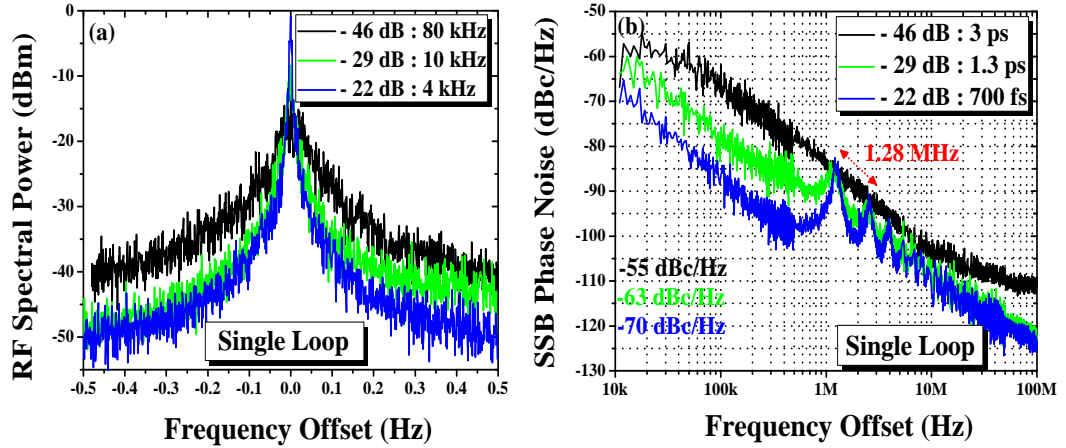 (a)
- 46 dB : 80 kHz
- 29 dB : 10 kHz
- 22 dB : 4 kHz
RF Spectral Power (dBm)
0
-10
-20
-30
-40
-50
Single Loop
-0.5 -0.4 -0.3 -0.2 -0.1 0.0 0.1 0.2 0.3 0.4 0.5
Frequency Offset (Hz)
(b)
- 46 dB : 3 ps
- 29 dB : 1.3 ps
- 22 dB : 700 fs
1.28 MHz
SSB Phase Noise (dBc/Hz)
-50
-60
-70
-80
-90
-100
-110
-120
-130
-55 dBc/Hz
-63 dBc/Hz
-70 dBc/Hz
Single Loop
10k 100k 1M 10M 100M
Frequency Offset (Hz)